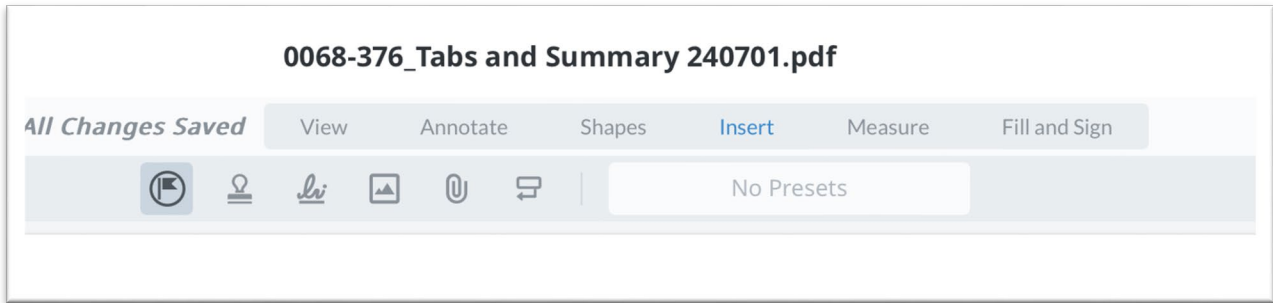 0068-376_Tabs and Summary 240701.pdf
All Changes Saved View Annotate Shapes Insert Measure Fill and Sign
No Presets